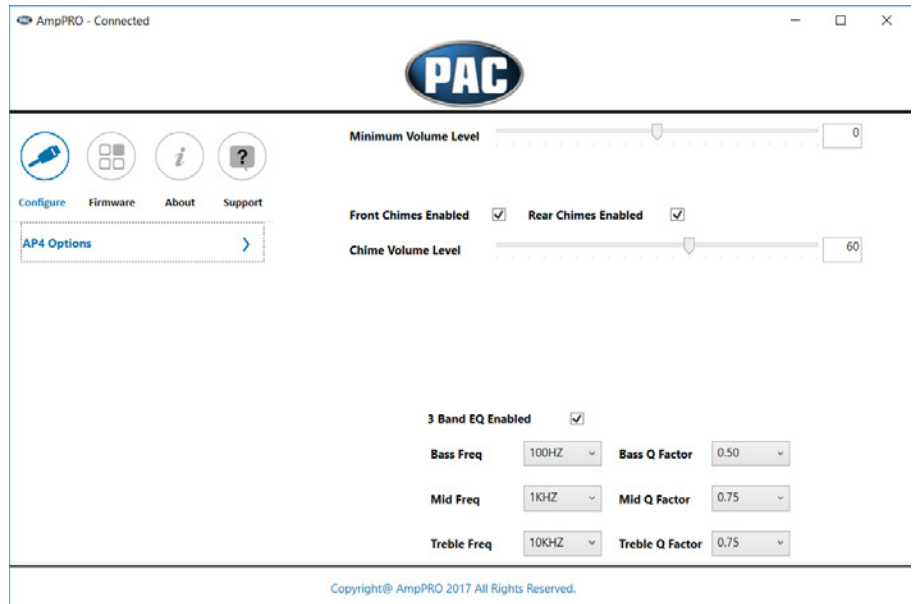 AmpPRO - Connected
PAC
Configure Firmware About Support
AP4 Options
Minimum Volume Level 0
Front Chimes Enabled Rear Chimes Enabled
Chime Volume Level 60
3 Band EQ Enabled
Bass Freq 100HZ Bass Q Factor 0.50
Mid Freq 1KHZ Mid Q Factor 0.75
Treble Freq 10KHZ Treble Q Factor 0.75
Copyright@ AmpPRO 2017 All Rights Reserved.